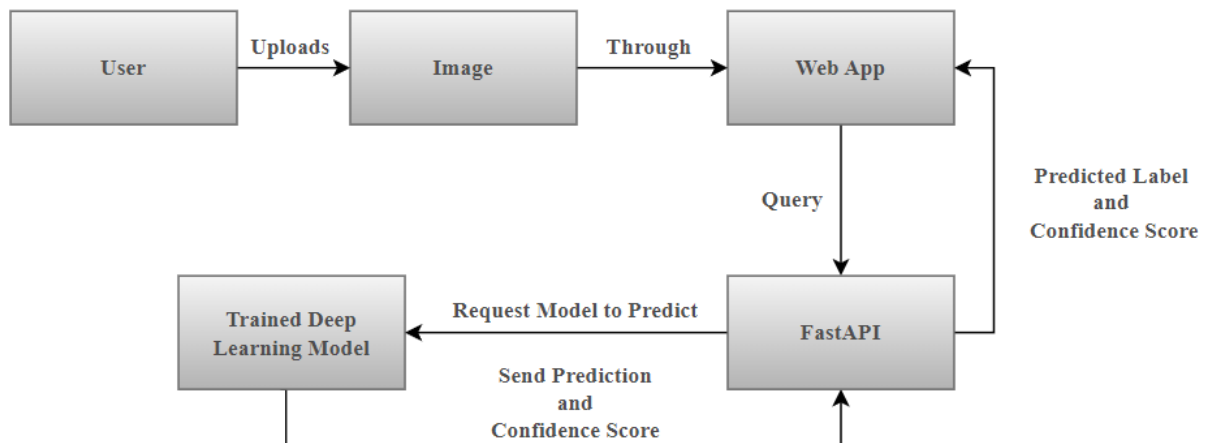 Uploads
Through
User
Image
Web App
Predicted Label
and
Confidence Score
Query
Request Model to Predict
Trained Deep
Learning Model
FastAPI
Send Prediction
and
Confidence Score